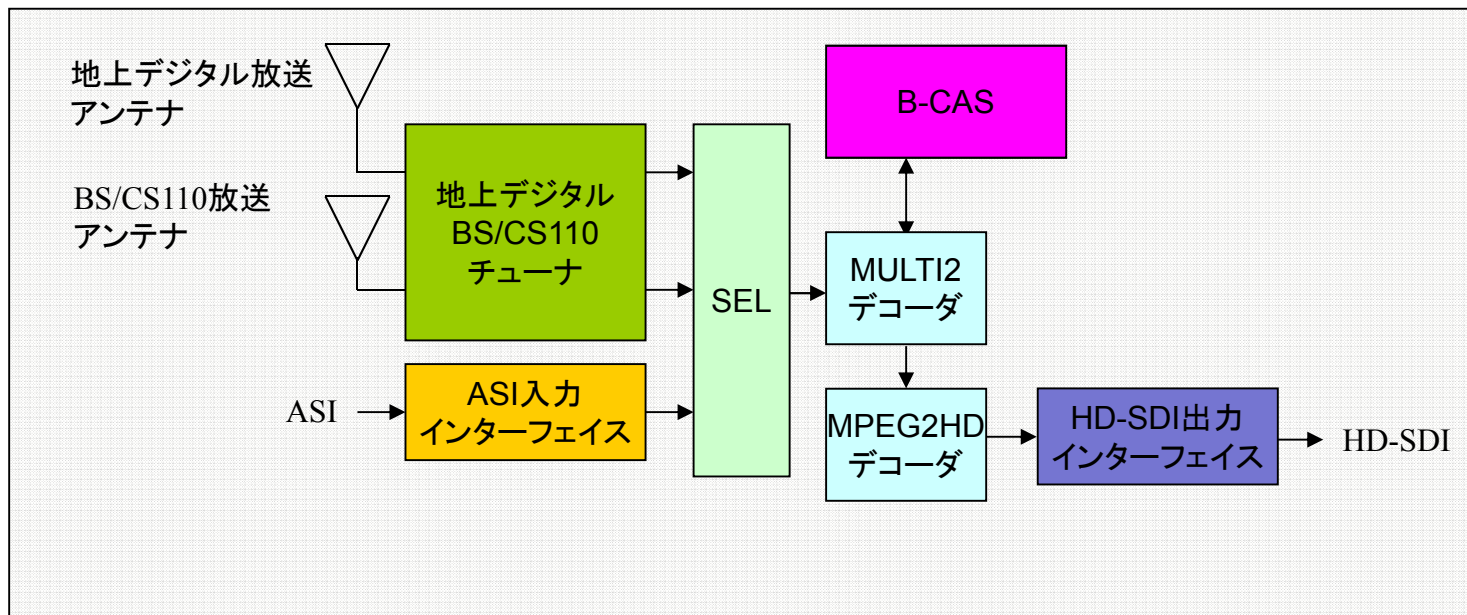 地上デジタル放送
アンテナ
BS/CS110放送
アンテナ
地上デジタル
BS/CS110
チューナ
ASI
ASI入力
インターフェイス
SEL
B-CAS
MULTI2
デコーダ
MPEG2HD
デコーダ
HD-SDI出力
インターフェイス
HD-SDI